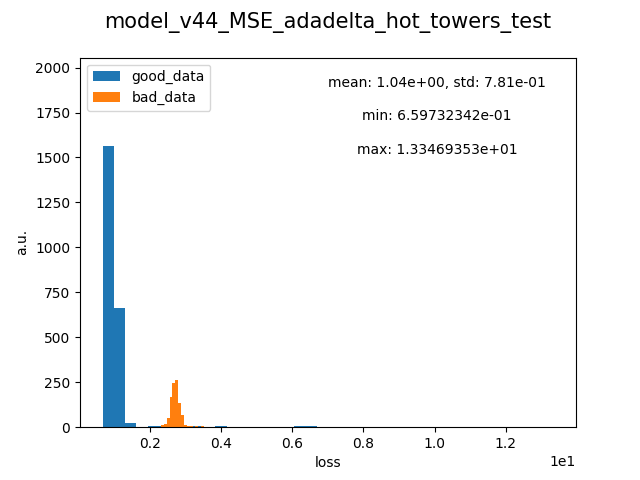 model_v44_MSE_adadelta_hot_towers_test
good_data
bad_data
mean: 1.04e+00, std: 7.81e-01
min: 6.59732342e-01
max: 1.33469353e+01
a.u.
2000
1750
1500
1250
1000
750
500
250
0
0.2
0.4
0.6
0.8
1.0
1.2
1e1
loss